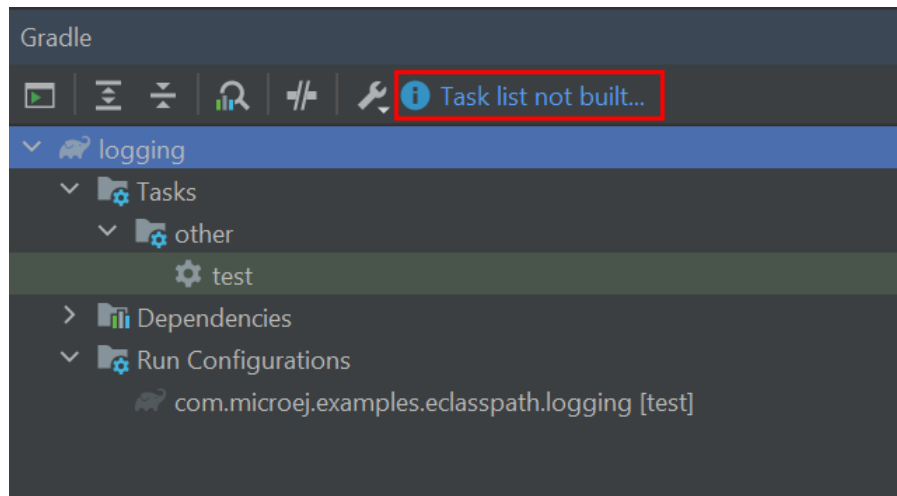 Gradle
Task list not built...
logging
Tasks
other
test
Dependencies
Run Configurations
com.microej.examples.eclasspath.logging [test]